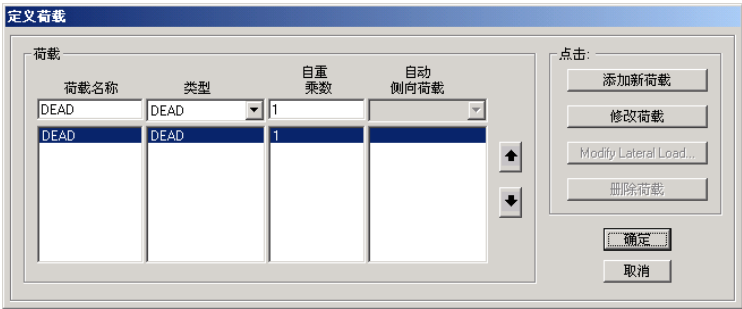 定义荷载
荷载
点击:
荷载名称 类型 自重乘数 自动侧向荷载
DEAD DEAD 1
DEAD DEAD 1
添加新荷载
修改荷载
Modify Lateral Load...
删除荷载
确定
取消